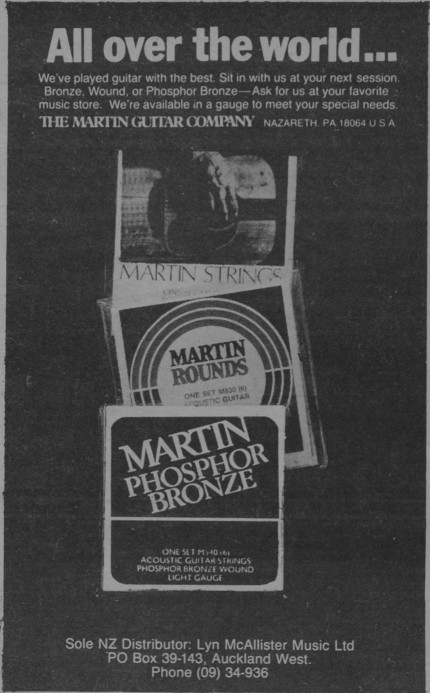 All over the world...
We've played guitar with the best. Sit in with us at your next session.
Bronze, Wound, or Phosphor Bronze—Ask for us at your favorite
music store. We're available in a gauge to meet your special needs.
THE MARTIN GUITAR COMPANY NAZARETH, PA 18064 U S A
MARTIN STRINGS
MARTIN
ROUNDS
ONE SET M530 (6)
ACOUSTIC GUITAR
MARTIN
PHOSPHOR
BRONZE
ONE SET M540 (6)
ACOUSTIC GUITAR STRINGS
PHOSPHOR BRONZE WOUND
LIGHT GAUGE
Sole NZ Distributor: Lyn McAllister Music Ltd
PO Box 39-143, Auckland West.
Phone (09) 34-936